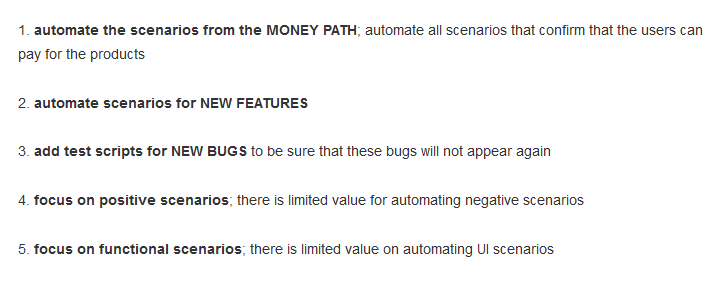 1. automate the scenarios from the MONEY PATH; automate all scenarios that confirm that the users can
pay for the products
2. automate scenarios for NEW FEATURES
3. add test scripts for NEW BUGS to be sure that these bugs will not appear again
4. focus on positive scenarios; there is limited value for automating negative scenarios
5. focus on functional scenarios; there is limited value on automating UI scenarios